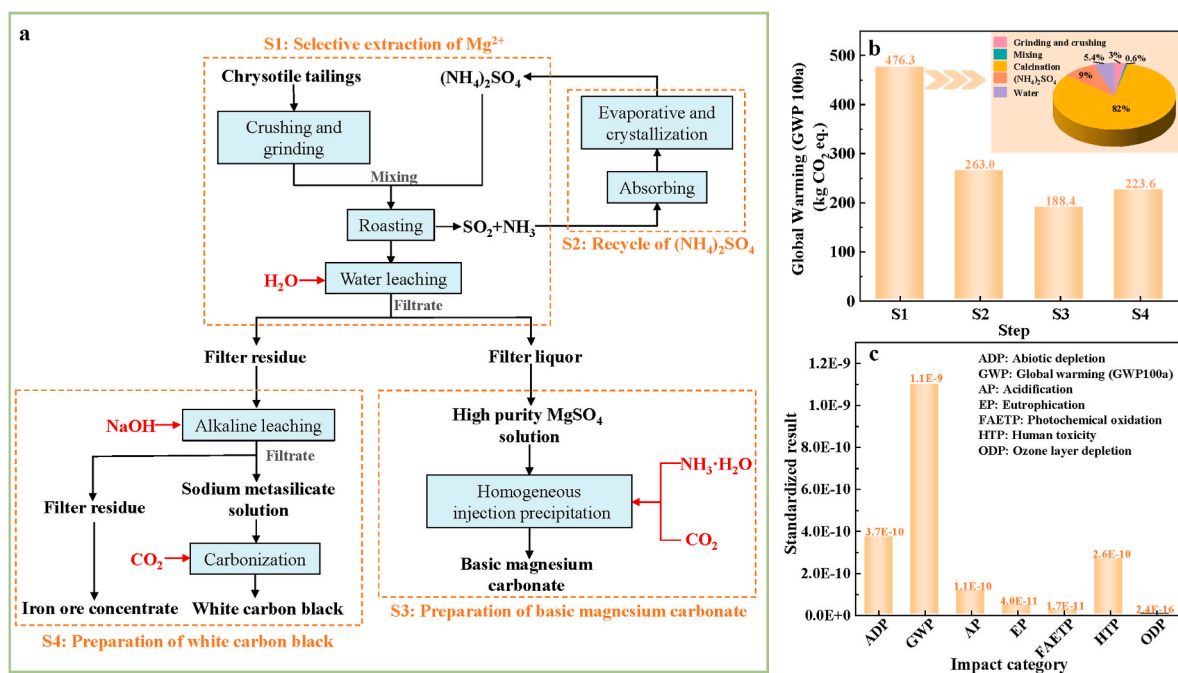 a
S1: Selective extraction of Mg²⁺
Chrysotile tailings
(NH₄)₂SO₄
Crushing and
grinding
Mixing
Roasting
SO₂+NH₃
H₂O
Water leaching
Filtrate
Evaporative and
crystallization
Absorbing
S2: Recycle of (NH₄)₂SO₄
Filter residue
Filter liquor
NaOH
Alkaline leaching
Filtrate
Filter residue
Sodium metasilicate
solution
CO₂
Carbonization
Iron ore concentrate
White carbon black
S4: Preparation of white carbon black
High purity MgSO₄
solution
NH₃·H₂O
Homogeneous
injection precipitation
CO₂
Basic magnesium
carbonate
S3: Preparation of basic magnesium carbonate
b
Global Warming (GWP 100a)
(kg CO₂ eq.)
500
400
300
200
100
0
476.3
263.0
188.4
223.6
S1
S2
S3
S4
Step
Grinding and crushing
Mixing
Calcination
(NH₄)₂SO₄
Water
5.4%
3%
0.6%
9%
82%
c
Standardized result
1.2E-9
1.0E-9
8.0E-10
6.0E-10
4.0E-10
2.0E-10
0.0E+0
3.7E-10
1.1E-9
1.1E-10
4.0E-11
1.7E-11
2.6E-10
2.4E-16
ADP: Abiotic depletion
GWP: Global warming (GWP100a)
AP: Acidification
EP: Eutrophication
FAETP: Photochemical oxidation
HTP: Human toxicity
ODP: Ozone layer depletion
ADP
GWP
AP
EP
FAETP
HTP
ODP
Impact category